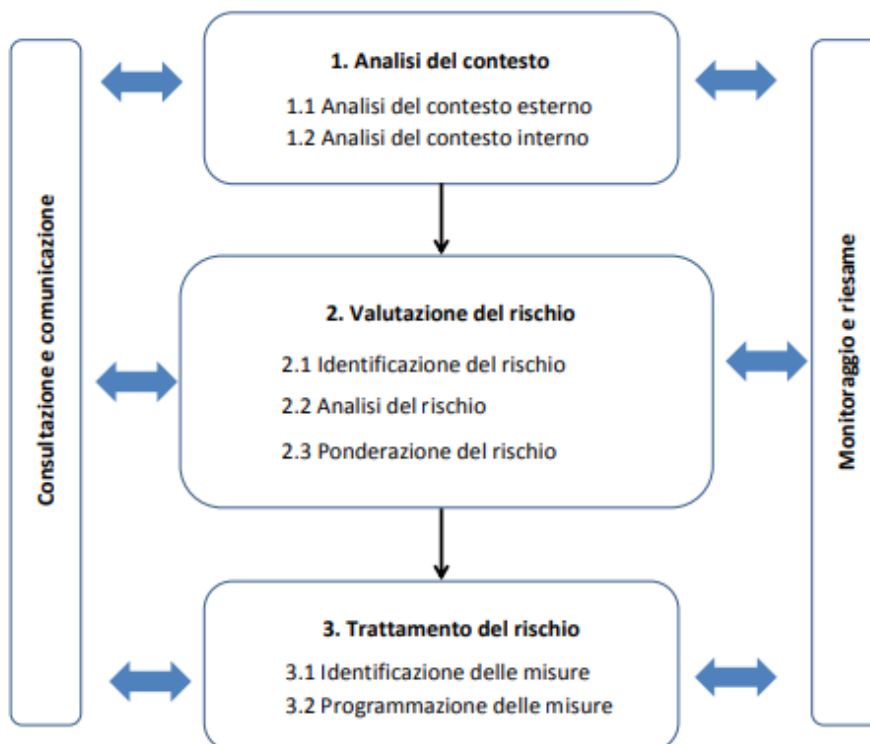 Consultazione e comunicazione
1. Analisi del contesto
1.1 Analisi del contesto esterno
1.2 Analisi del contesto interno
2. Valutazione del rischio
2.1 Identificazione del rischio
2.2 Analisi del rischio
2.3 Ponderazione del rischio
3. Trattamento del rischio
3.1 Identificazione delle misure
3.2 Programmazione delle misure
Monitoraggio e riesame